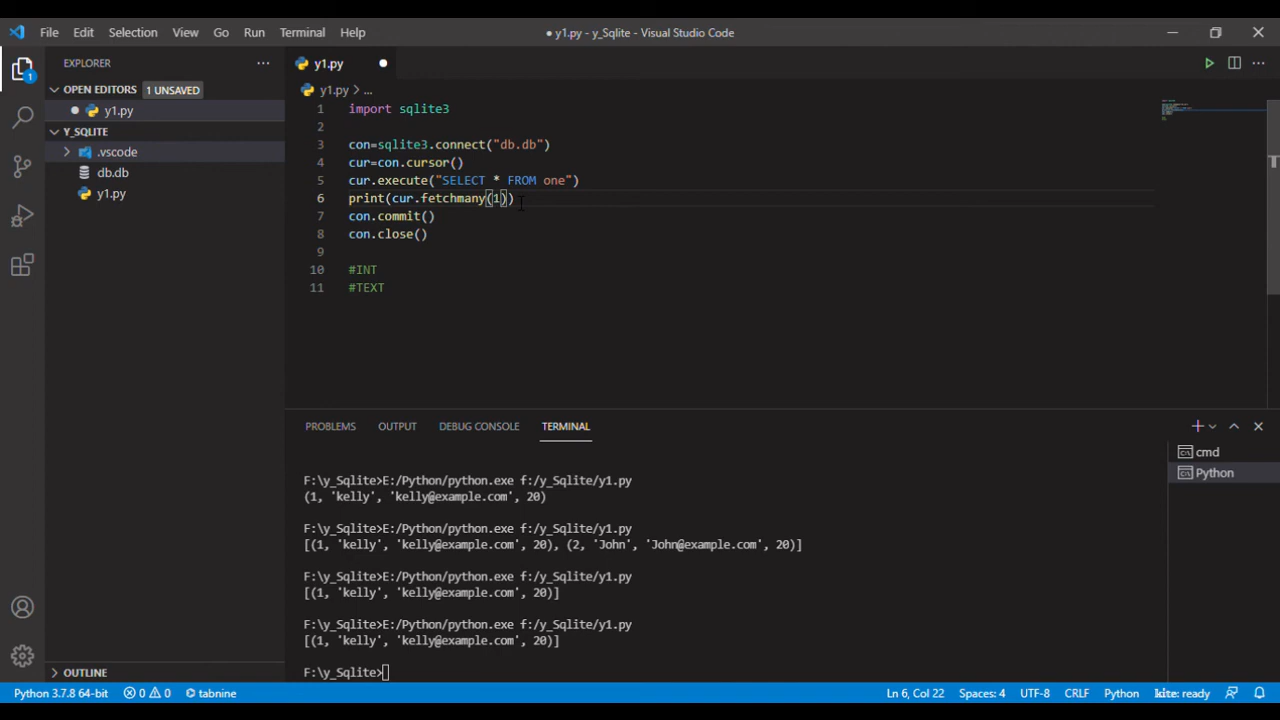 File Edit Selection View Go Run Terminal Help
● y1.py - y_Sqlite - Visual Studio Code
EXPLORER
y1.py
1
OPEN EDITORS 1 UNSAVED
y1.py
Y_SQLITE
.vscode
db.db
y1.py
OUTLINE
y1.py > ...
1 import sqlite3
2
3 con=sqlite3.connect("db.db")
4 cur=con.cursor()
5 cur.execute("SELECT * FROM one")
6 print(cur.fetchmany(1))
7 con.commit()
8 con.close()
9
10 #INT
11 #TEXT
PROBLEMS OUTPUT DEBUG CONSOLE TERMINAL
cmd
Python
F:\y_Sqlite>E:/Python/python.exe f:/y_Sqlite/y1.py
(1, 'kelly', 'kelly@example.com', 20)
F:\y_Sqlite>E:/Python/python.exe f:/y_Sqlite/y1.py
[(1, 'kelly', 'kelly@example.com', 20), (2, 'John', 'John@example.com', 20)]
F:\y_Sqlite>E:/Python/python.exe f:/y_Sqlite/y1.py
[(1, 'kelly', 'kelly@example.com', 20)]
F:\y_Sqlite>E:/Python/python.exe f:/y_Sqlite/y1.py
[(1, 'kelly', 'kelly@example.com', 20)]
F:\y_Sqlite>
Python 3.7.8 64-bit 0 0 tabnine Ln 6, Col 22 Spaces: 4 UTF-8 CRLF Python kite: ready